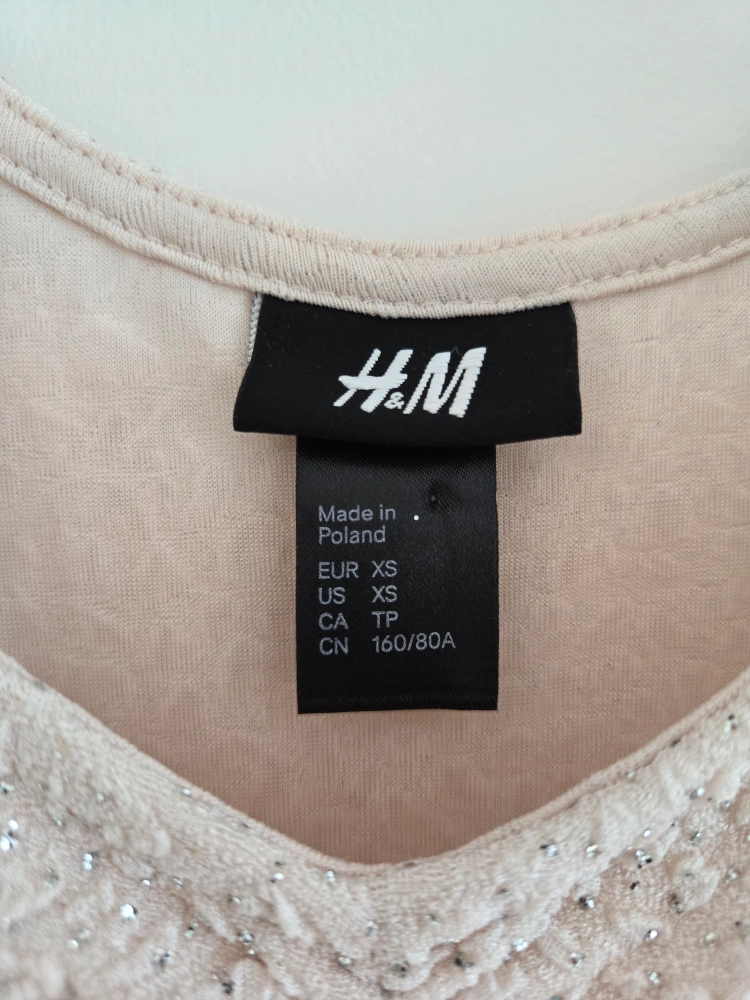 H&M
Made in
Poland
EUR XS
US XS
CA TP
CN 160/80A